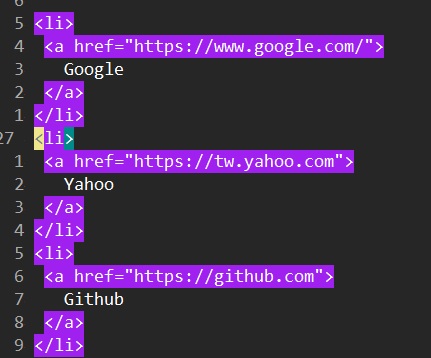 6
5 <li>
4 <a href="https://www.google.com/">
3 Google
2 </a>
1 </li>
27 <li>
1 <a href="https://tw.yahoo.com">
2 Yahoo
3 </a>
4 </li>
5 <li>
6 <a href="https://github.com">
7 Github
8 </a>
9 </li>